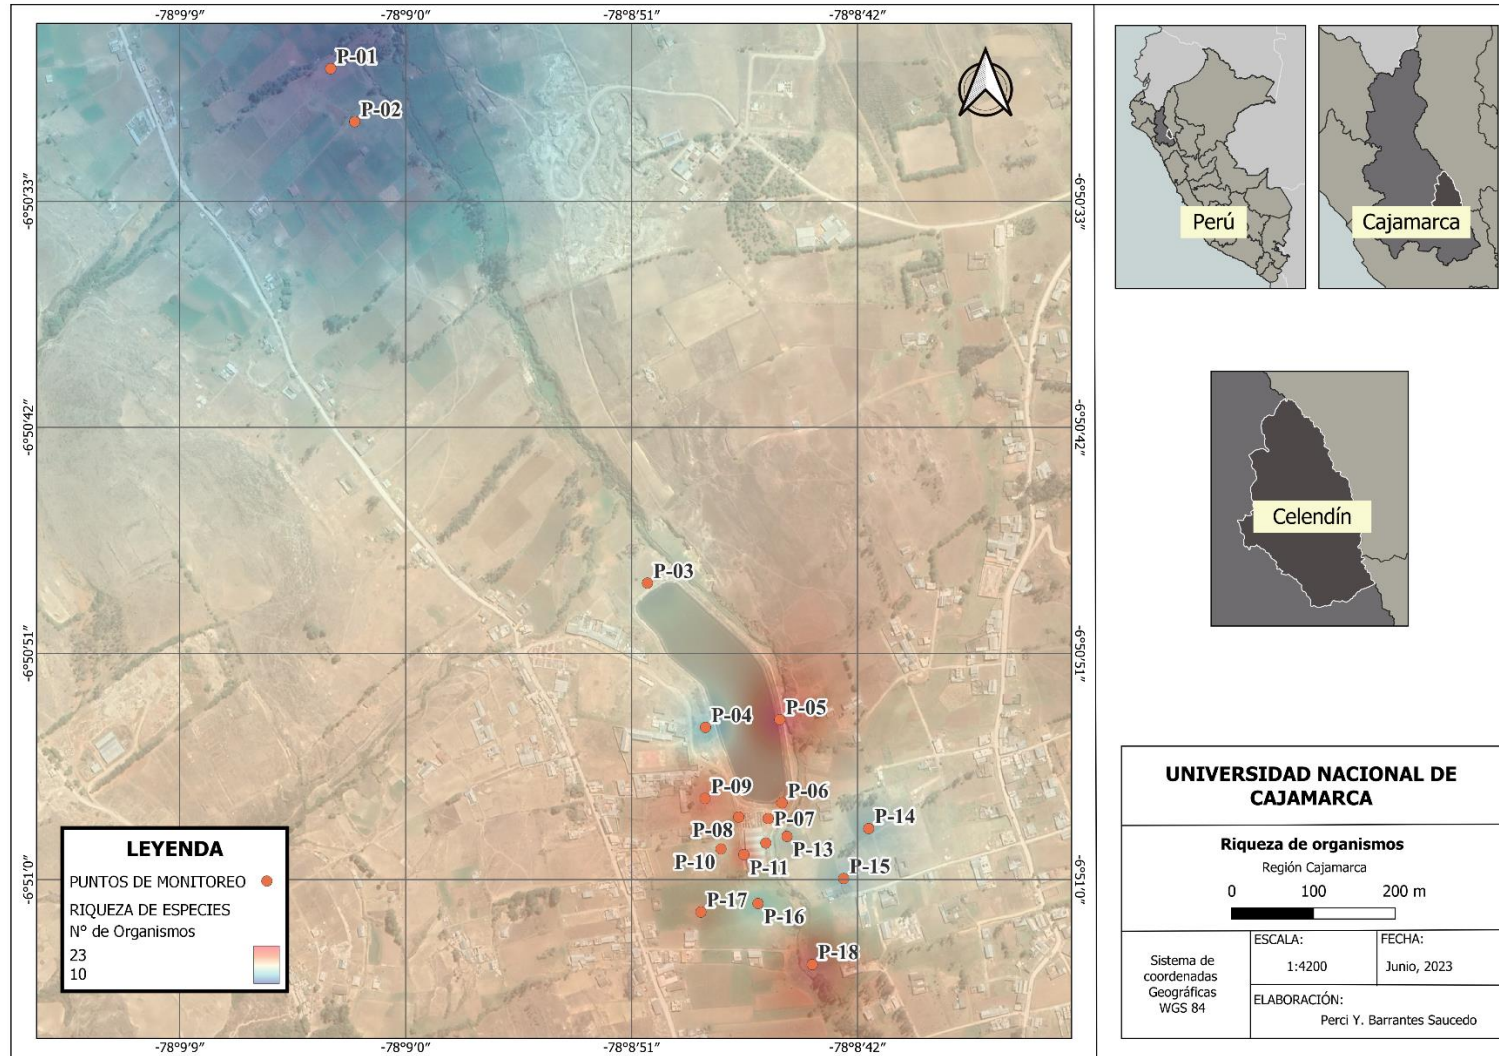 -78°9'9"
-78°9'0"
-78°8'51"
-78°8'42"
P-01
P-02
-6°50'33"
-6°50'33"
-6°50'42"
-6°50'42"
P-03
-6°50'51"
-6°50'51"
P-04
P-05
P-09
P-06
P-08
P-07
P-14
P-13
P-10
P-11
P-15
-6°51'0"
-6°51'0"
P-17
P-16
P-18
-78°9'9"
-78°9'0"
-78°8'51"
-78°8'42"
LEYENDA
PUNTOS DE MONITOREO
RIQUEZA DE ESPECIES
N° de Organismos
23
10
Perú
Cajamarca
Celendín
UNIVERSIDAD NACIONAL DE
CAJAMARCA
Riqueza de organismos
Región Cajamarca
0 100 200 m
Sistema de
coordenadas
Geográficas
WGS 84
ESCALA:
1:4200
FECHA:
Junio, 2023
ELABORACIÓN:
Perci Y. Barrantes Saucedo